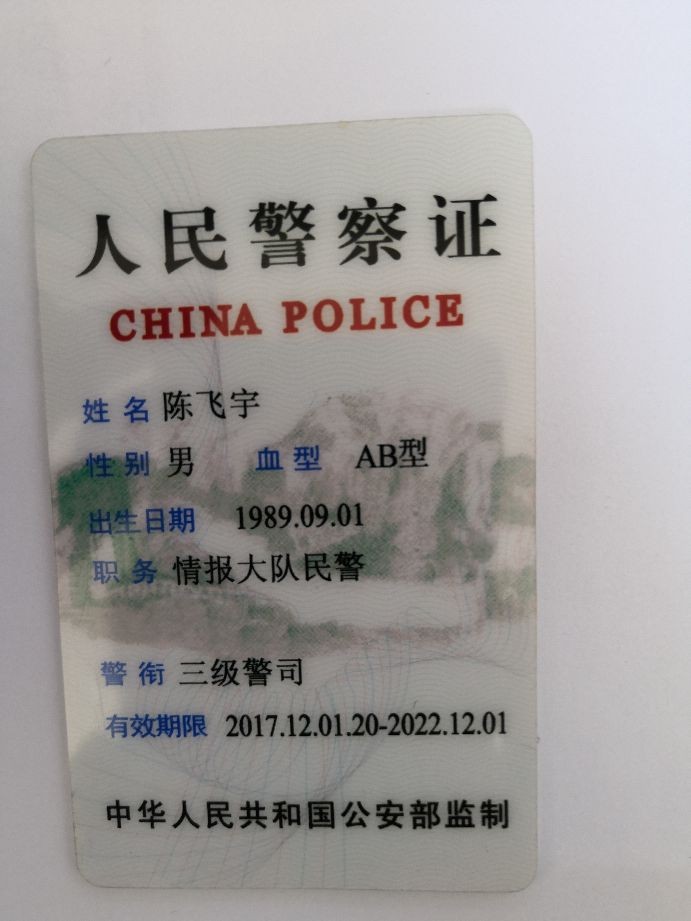 人民警察证
CHINA POLICE
姓 名 陈飞宇
性 别 男 血 型 AB型
出生日期 1989.09.01
职 务 情报大队民警
警 衔 三级警司
有效期限 2017.12.01.20-2022.12.01
中华人民共和国公安部监制